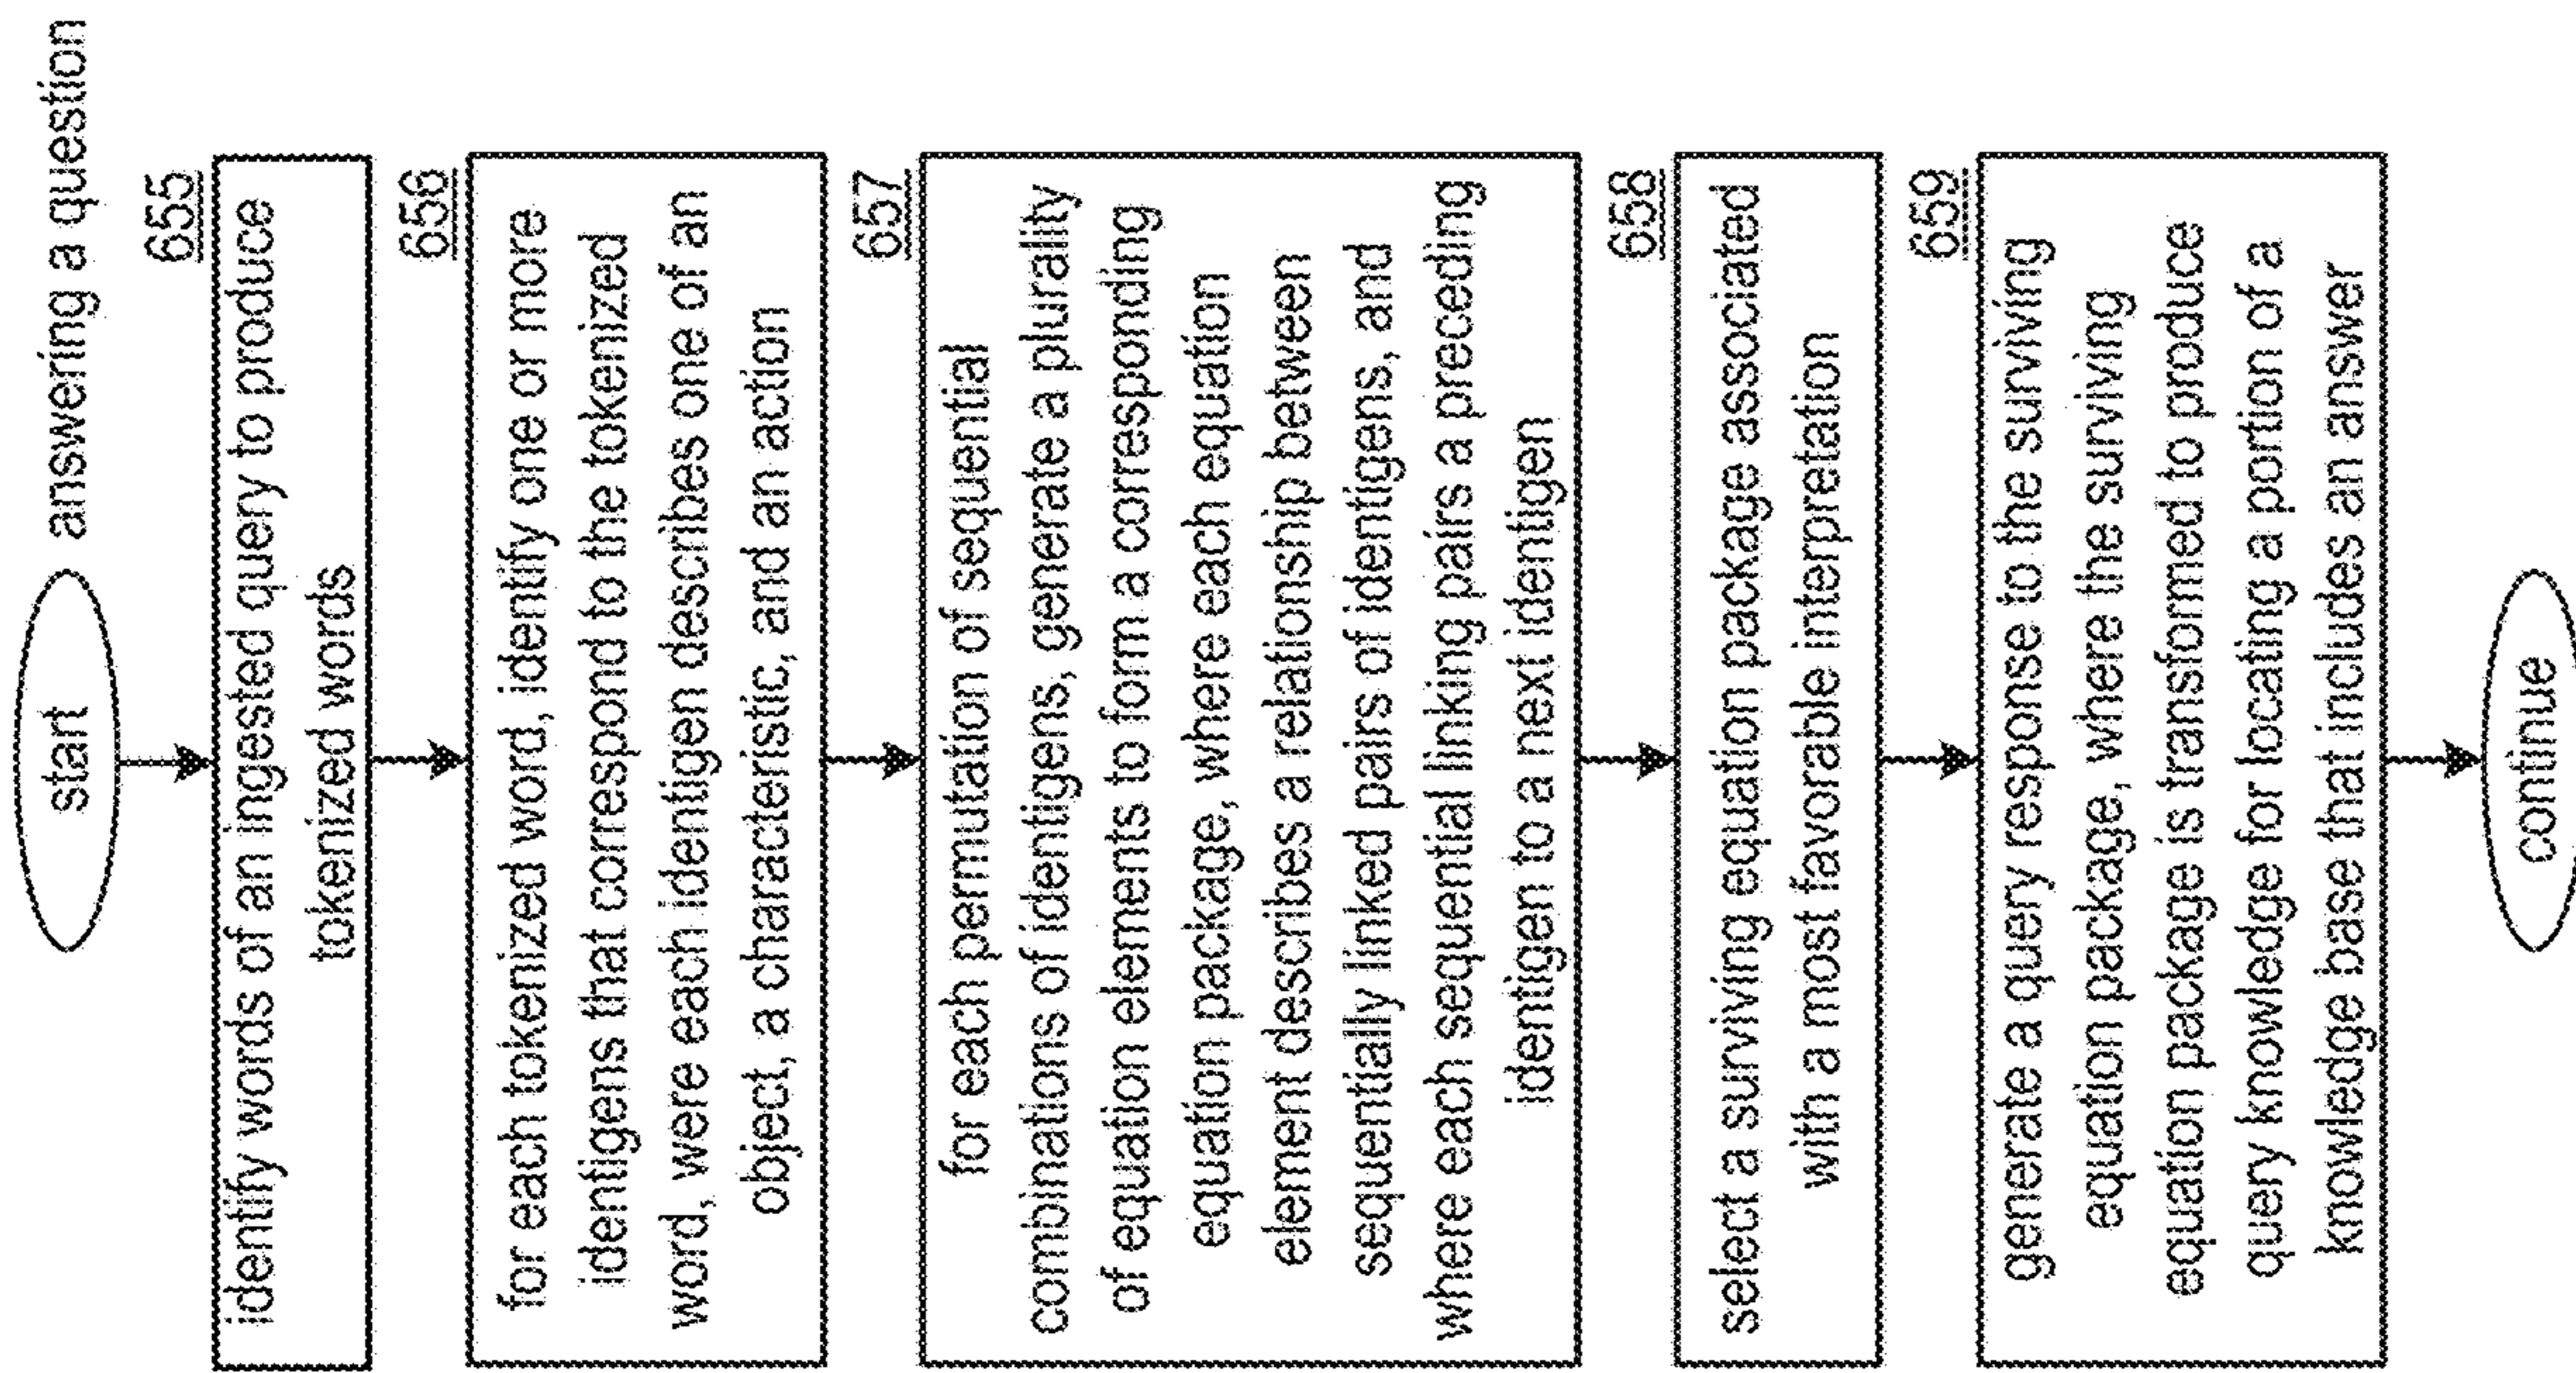 start
answering a question
655
identify words of an ingested query to produce
tokenized words
656
for each tokenized word, identify one or more
identigens that correspond to the tokenized
word, were each identigen describes one of an
object, a characteristic, and an action
657
for each permutation of sequential
combinations of identigens, generate a plurality
of equation elements to form a corresponding
equation package, where each equation
element describes a relationship between
sequentially linked pairs of identigens, and
where each sequential linking pairs a preceding
identigen to a next identigen
658
select a surviving equation package associated
with a most favorable interpretation
659
generate a query response to the surviving
equation package, where the surviving
equation package is transformed to produce
query knowledge for locating a portion of a
knowledge base that includes an answer
continue